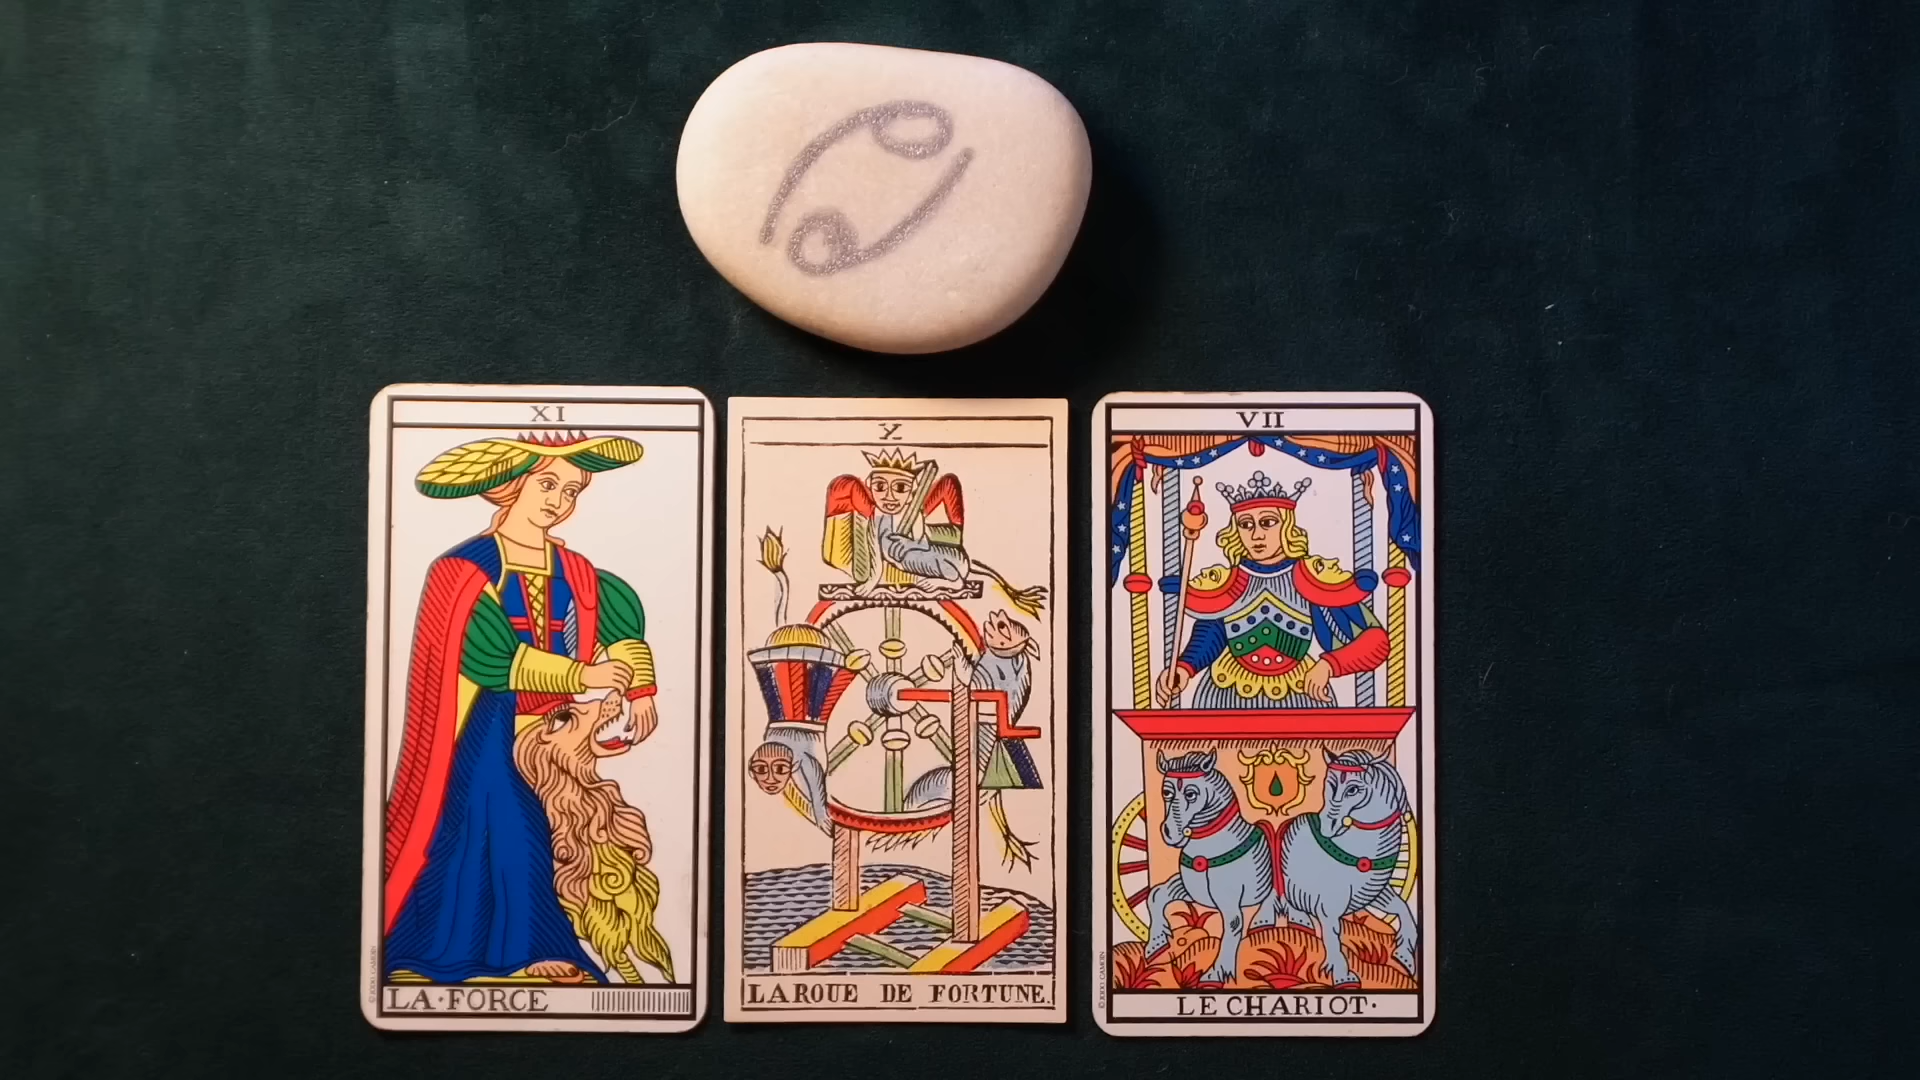 XI
LA·FORCE
X
LAROUE DE FORTUNE.
VII
LE CHARIOT·